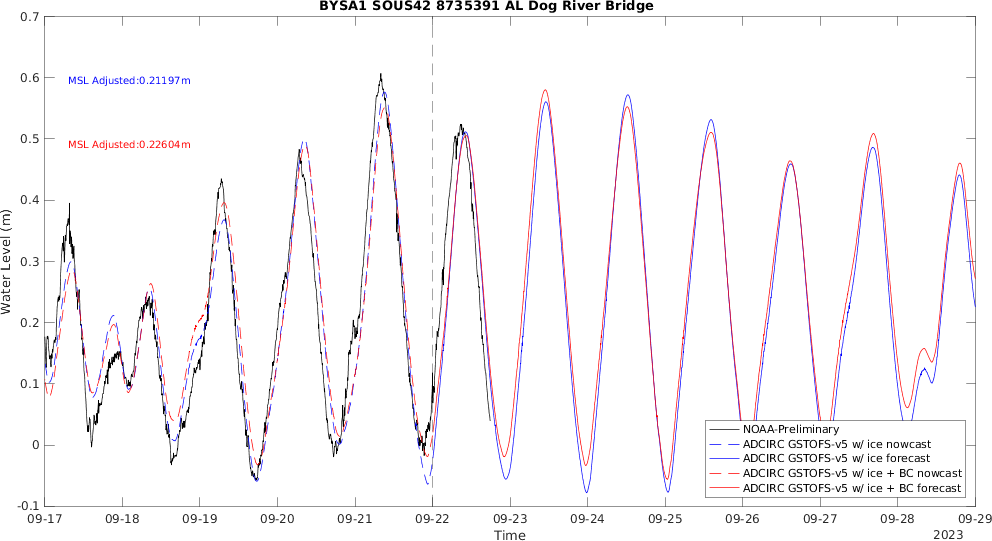 BYSA1 SOUS42 8735391 AL Dog River Bridge
0.7
0.6
0.5
0.4
0.3
0.2
0.1
0
-0.1
Water Level (m)
MSL Adjusted:0.21197m
MSL Adjusted:0.22604m
NOAA-Preliminary
ADCIRC GSTOFS-v5 w/ ice nowcast
ADCIRC GSTOFS-v5 w/ ice forecast
ADCIRC GSTOFS-v5 w/ ice + BC nowcast
ADCIRC GSTOFS-v5 w/ ice + BC forecast
09-17 09-18 09-19 09-20 09-21 09-22 09-23 09-24 09-25 09-26 09-27 09-28 09-29
Time
2023